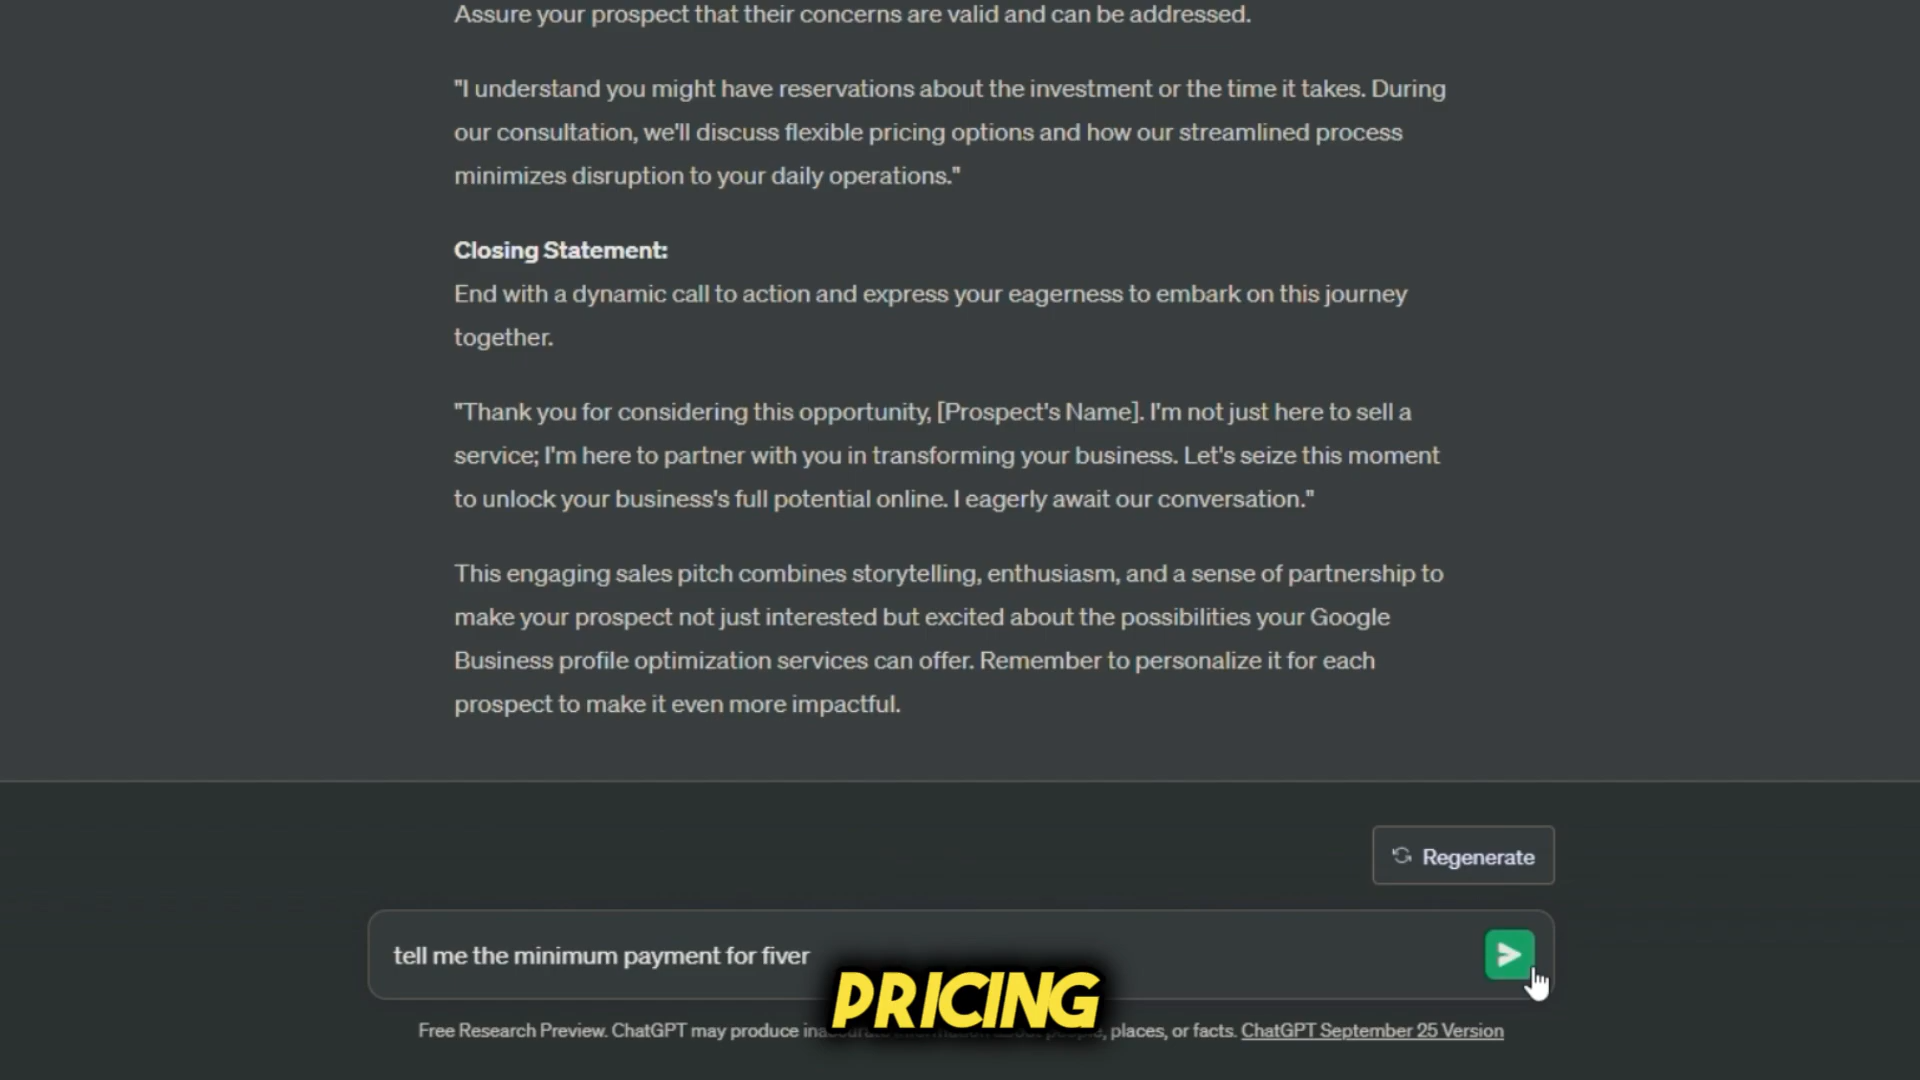 Assure your prospect that their concerns are valid and can be addressed.
"I understand you might have reservations about the investment or the time it takes. During
our consultation, we'll discuss flexible pricing options and how our streamlined process
minimizes disruption to your daily operations."
Closing Statement:
End with a dynamic call to action and express your eagerness to embark on this journey
together.
"Thank you for considering this opportunity, [Prospect's Name]. I'm not just here to sell a
service; I'm here to partner with you in transforming your business. Let's seize this moment
to unlock your business's full potential online. I eagerly await our conversation."
This engaging sales pitch combines storytelling, enthusiasm, and a sense of partnership to
make your prospect not just interested but excited about the possibilities your Google
Business profile optimization services can offer. Remember to personalize it for each
prospect to make it even more impactful.
Regenerate
tell me the minimum payment for fiver
PRICING
Free Research Preview. ChatGPT may produce places, or facts. ChatGPT September 25 Version